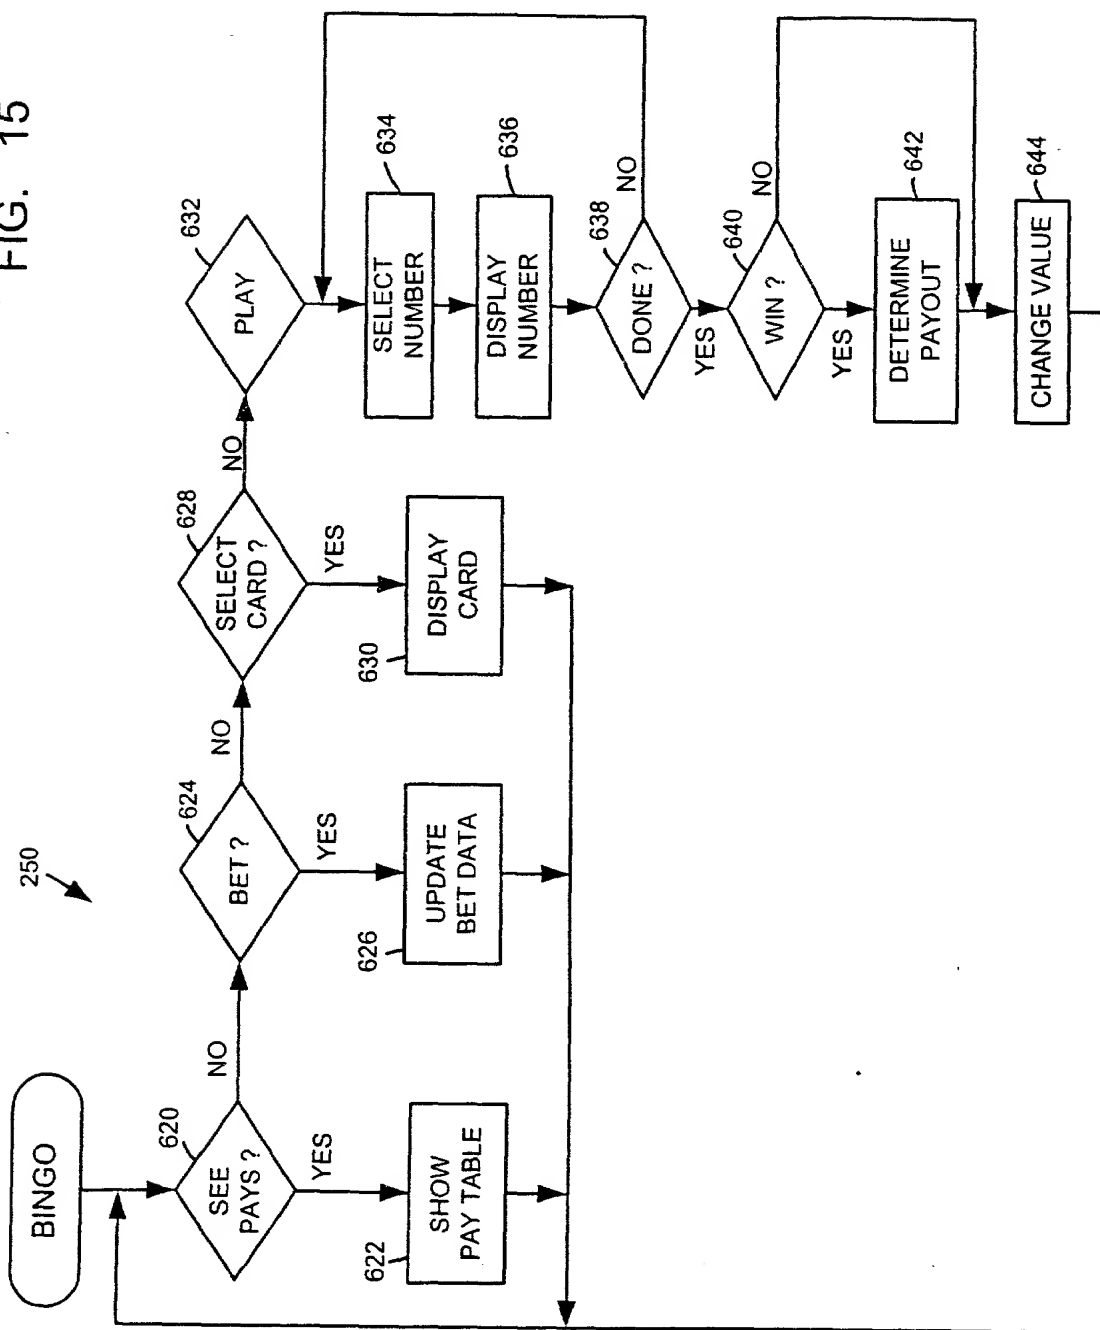 FIG. 15
250
BINGO
620
SEE
PAYS ?
NO
YES
622
SHOW
PAY TABLE
624
BET ?
NO
YES
626
UPDATE
BET DATA
628
SELECT
CARD ?
NO
YES
630
DISPLAY
CARD
632
PLAY
634
SELECT
NUMBER
636
DISPLAY
NUMBER
638
DONE ?
NO
YES
640
WIN ?
NO
YES
642
DETERMINE
PAYOUT
644
CHANGE VALUE